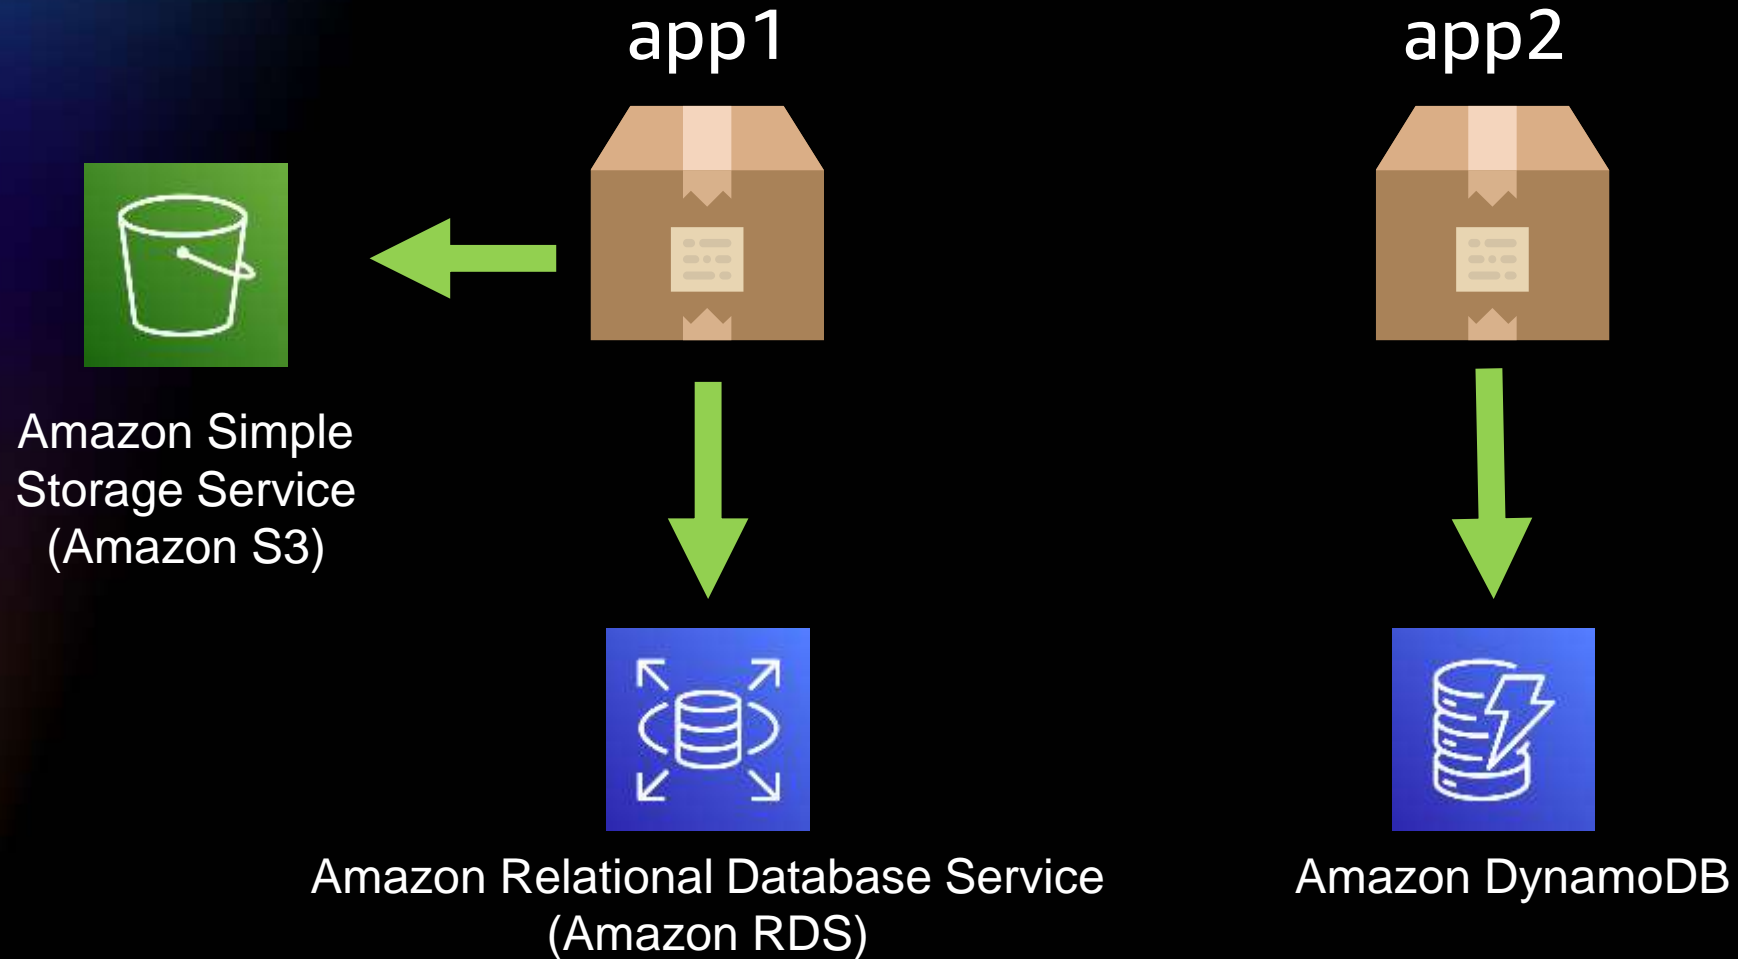 app1
app2
Amazon Simple
Storage Service
(Amazon S3)
Amazon Relational Database Service
(Amazon RDS)
Amazon DynamoDB